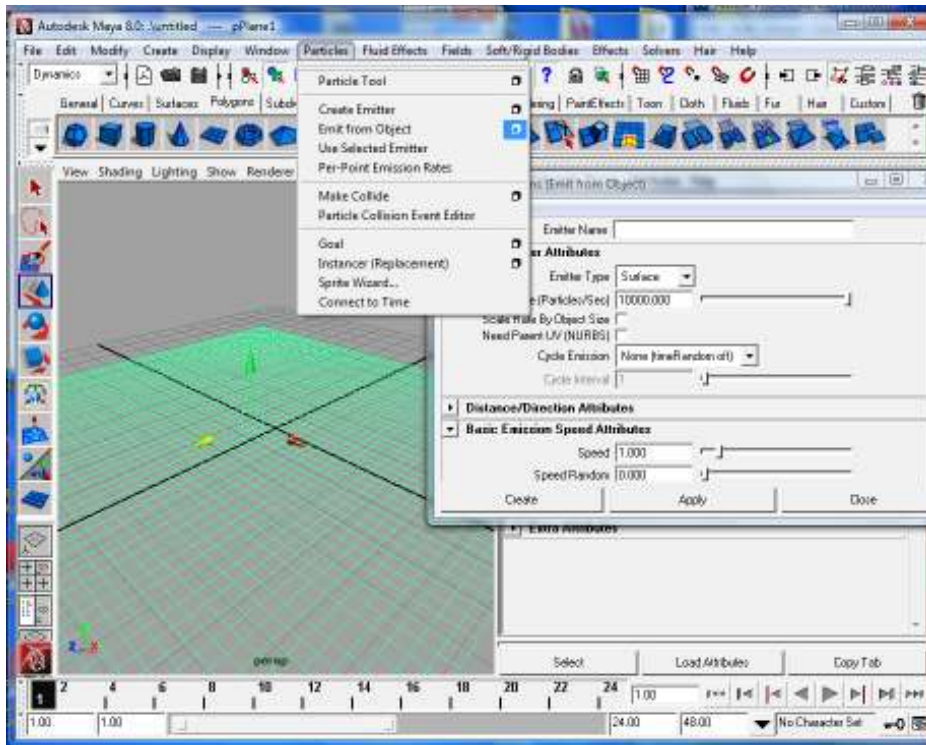 Autodesk Maya 8.0: .\untitled --- pPlane1
File Edit Modify Create Display Window Particles Fluid Effects Fields Soft/Rigid Bodies Effects Solvers Hair Help
Dynamics
General Curves Surfaces Polygons PaintEffects Toon Cloth Fluids Fur Hair Custom
View Shading Lighting Show Renderer
Particle Tool
Create Emitter
Emit from Object
Use Selected Emitter
Per-Point Emission Rates
Make Collide
Particle Collision Event Editor
Goal
Instancer (Replacement)
Sprite Wizard...
Connect to Time
(Emit from Object)
Emitter Name
Attributes
Emitter Type Surface
(Particles/Sec) 10000.000
Scale Rate By Object Size
Need Parent UV (NURBS)
Cycle Emission None (timeRandom off)
Cycle Interval 1
Distance/Direction Attributes
Basic Emission Speed Attributes
Speed 1.000
Speed Random 0.000
Create Apply Close
Extra Attributes
persp
Select Load Attributes Copy Tab
1 2 4 6 8 10 12 14 16 18 20 22 24 1.00
1.00 1.00 24.00 48.00 No Character Set